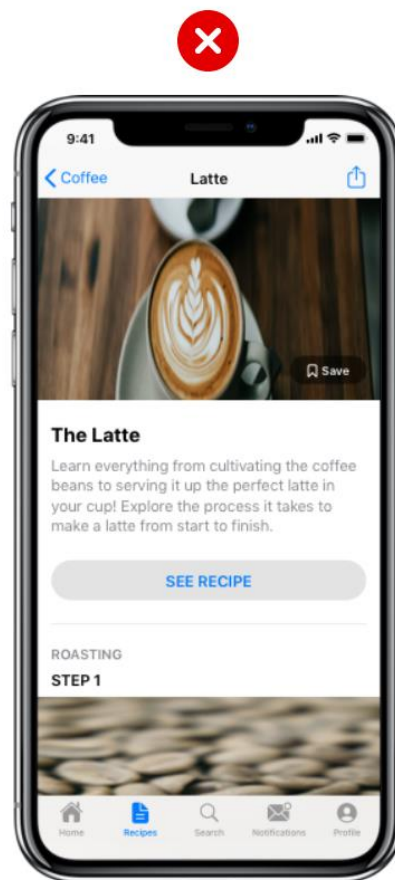 9:41
Coffee
Latte
Save
The Latte
Learn everything from cultivating the coffee
beans to serving it up the perfect latte in
your cup! Explore the process it takes to
make a latte from start to finish.
SEE RECIPE
ROASTING
STEP 1
Home Recipes Search Notifications Profile